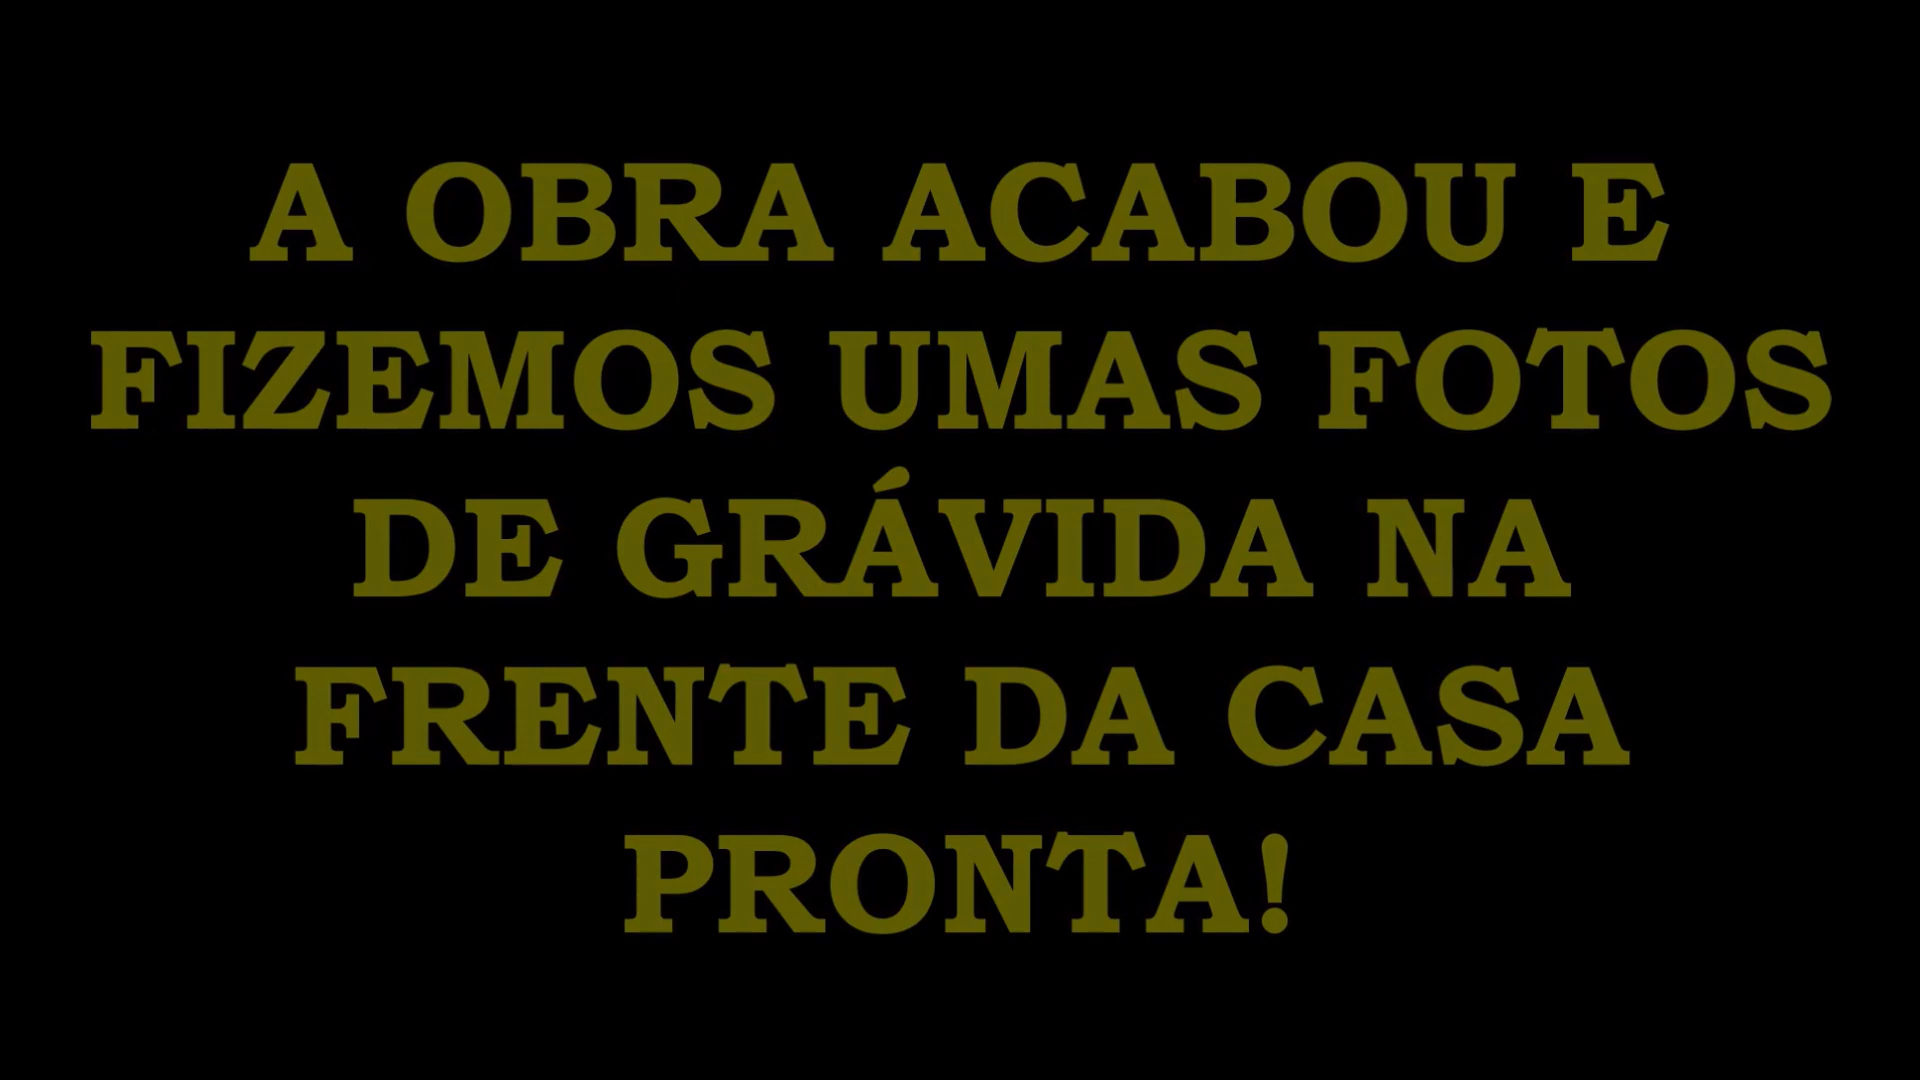 A OBRA ACABOU E
FIZEMOS UMAS FOTOS
DE GRÁVIDA NA
FRENTE DA CASA
PRONTA!